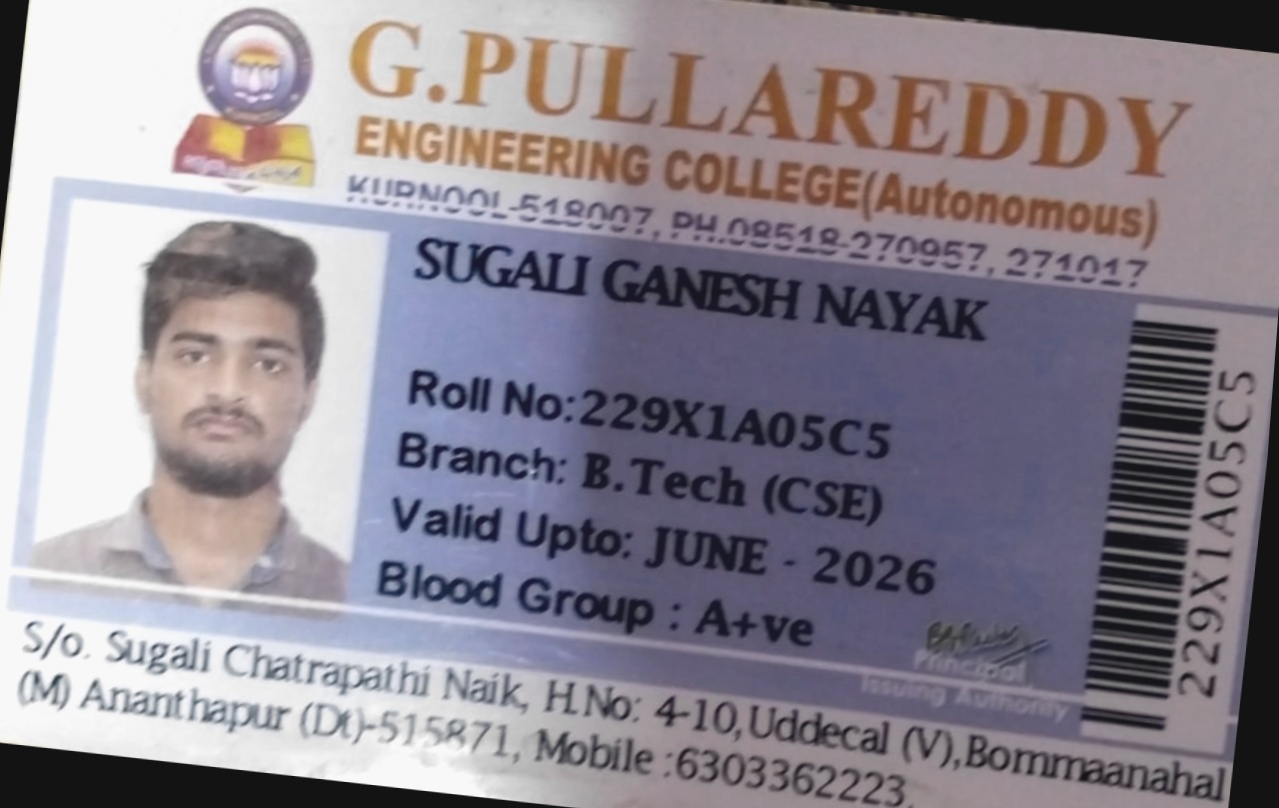 G.PULLAREDDY
ENGINEERING COLLEGE(Autonomous)
KURNOOL-518007, PH.08518-270957, 271017
SUGALI GANESH NAYAK
Roll No:229X1A05C5
Branch: B.Tech (CSE)
Valid Upto: JUNE - 2026
Blood Group : A+ve
Principal
Issuing Authority
229X1A05C5
S/o. Sugali Chatrapathi Naik, H.No: 4-10,Uddecal (V),Bommaanahal
(M) Ananthapur (Dt)-515871, Mobile :6303362223.